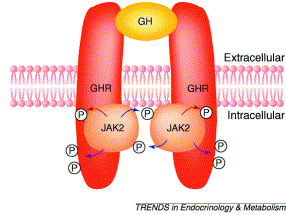 GH
Extracellular
GHR GHR
P P P P
Intracellular
JAK2 JAK2
P P P P
P
TRENDS in Endocrinology & Metabolism